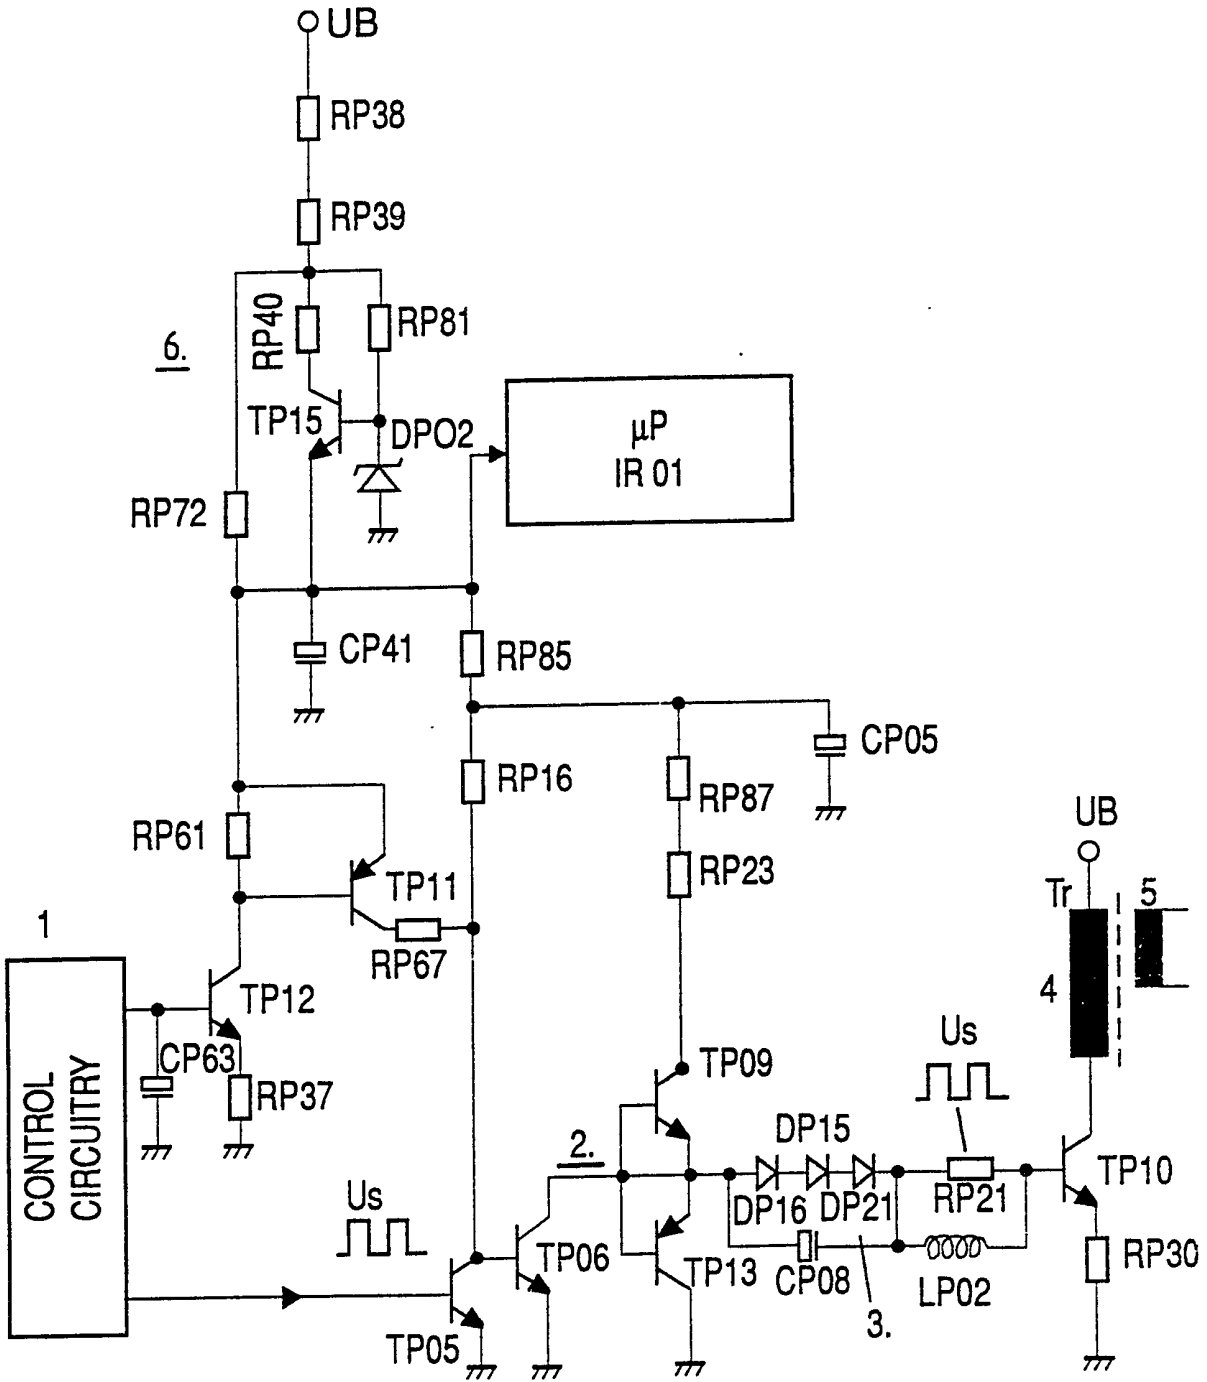 UB
RP38
RP39
RP40
RP81
6.
TP15
DPO2
µP
IR 01
RP72
CP41
RP85
CP05
RP16
RP87
UB
RP61
RP23
TP11
Tr
5
1
RP67
4
TP12
Us
CP63
TP09
RP37
CONTROL
CIRCUITRY
2.
DP15
TP10
Us
DP16
DP21
RP21
TP06
TP13
CP08
RP30
LP02
3.
TP05